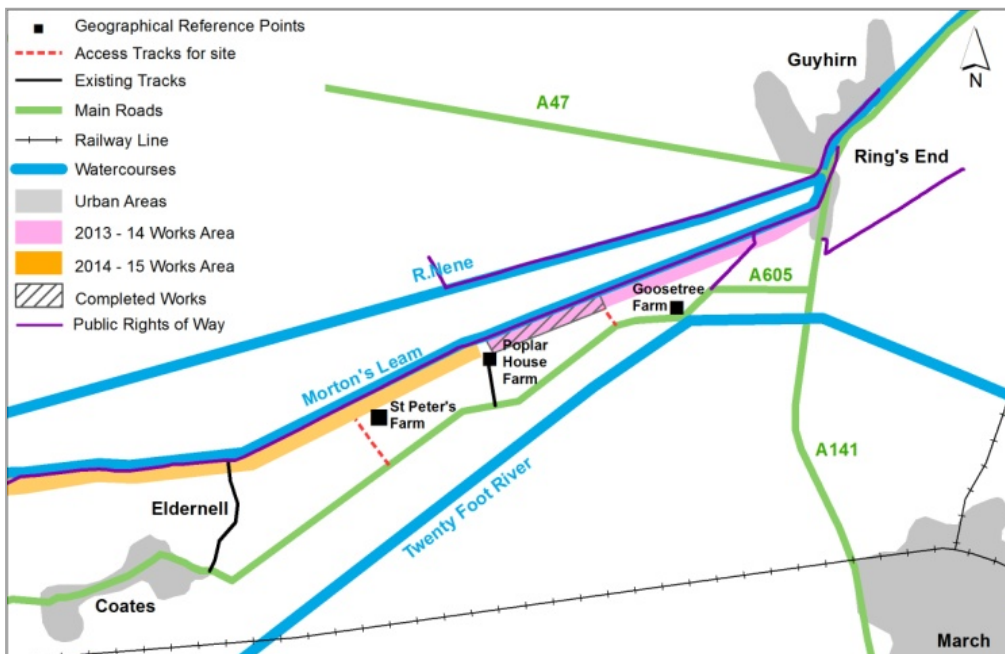 Geographical Reference Points
Access Tracks for site
Existing Tracks
Main Roads
Railway Line
Watercourses
Urban Areas
2013 - 14 Works Area
2014 - 15 Works Area
Completed Works
Public Rights of Way
Guyhirn
N
A47
Ring's End
R.Nene
A605
Goosetree
Farm
Morton's Leam
Poplar
House
Farm
St Peter's
Farm
A141
Twenty Foot River
Eldernell
Coates
March